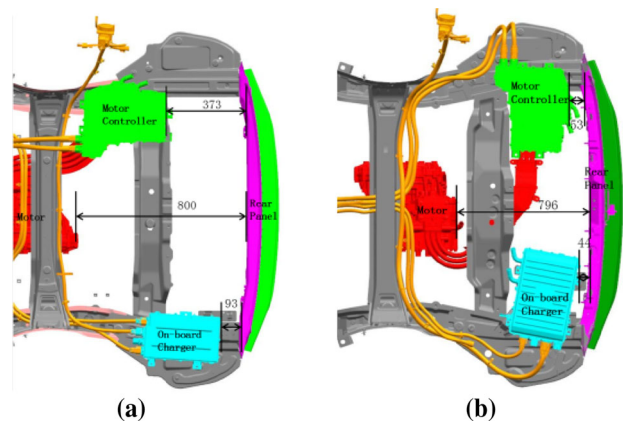 Motor
Controller
373
Motor
800
Rear
Panel
93
On-board
Charger
(a)
Motor
Controller
53
Rear
Panel
Motor
796
44
On-board
Charger
(b)